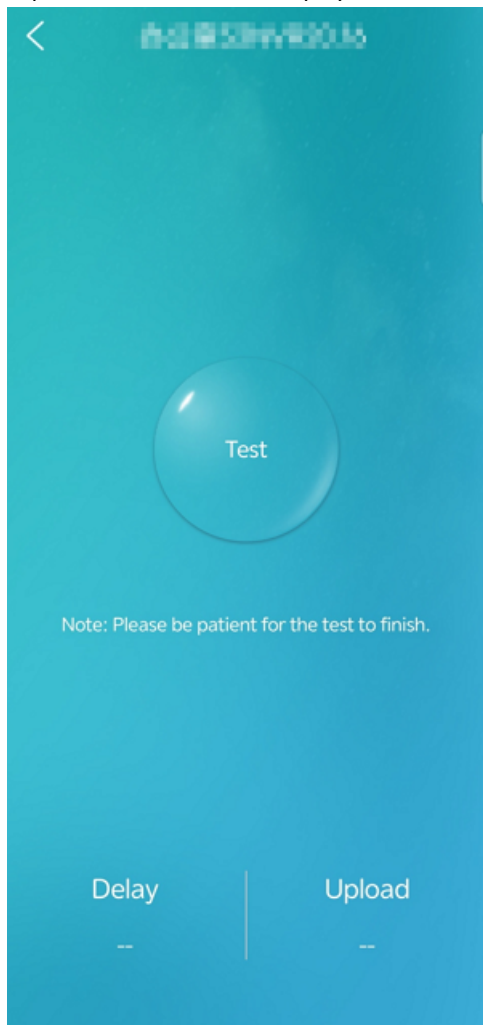 Test
Note: Please be patient for the test to finish.
Delay
Upload
--
--